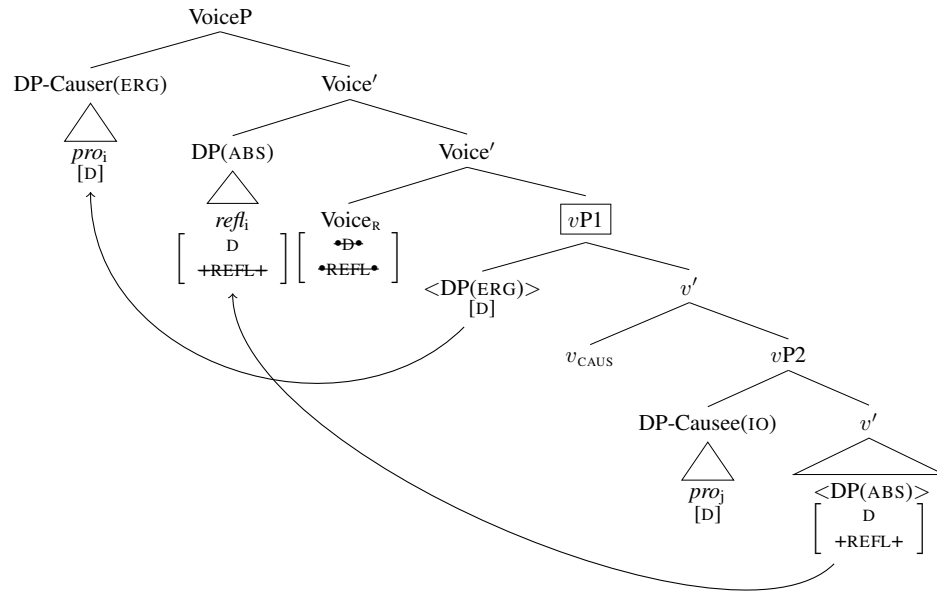 VoiceP
DP-Causer(ERG) Voice′
pro_i DP(ABS) Voice′
[D]
refl_i Voice_R vP1
D •D•
+REFL+ •REFL•
<DP(ERG)> v′
[D]
v_CAUS vP2
DP-Causee(IO) v′
pro_j <DP(ABS)>
[D] D
+REFL+